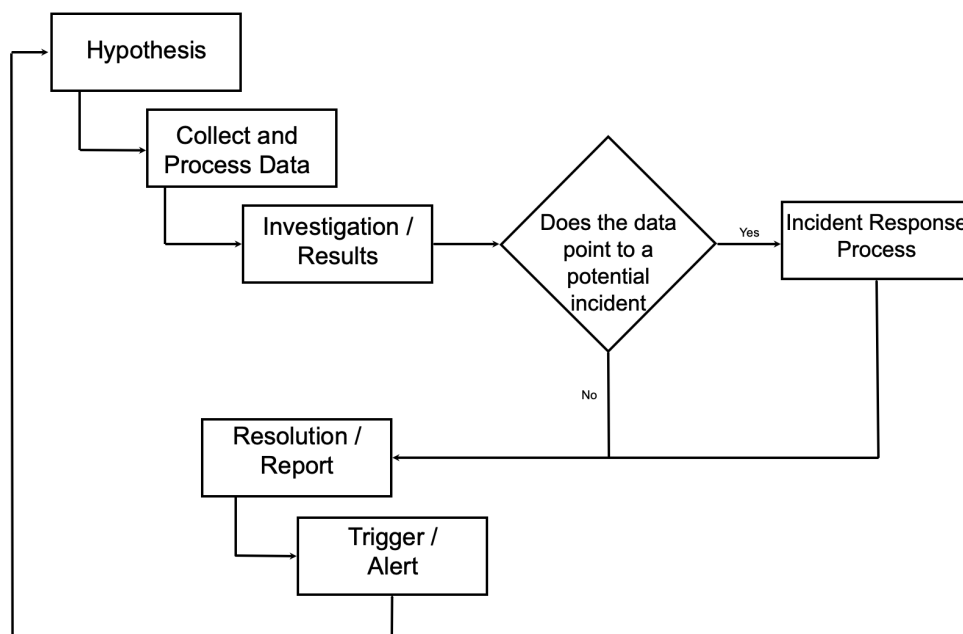 Hypothesis
Collect and
Process Data
Investigation /
Results
Does the data
point to a
potential
incident
Yes
Incident Response
Process
No
Resolution /
Report
Trigger /
Alert